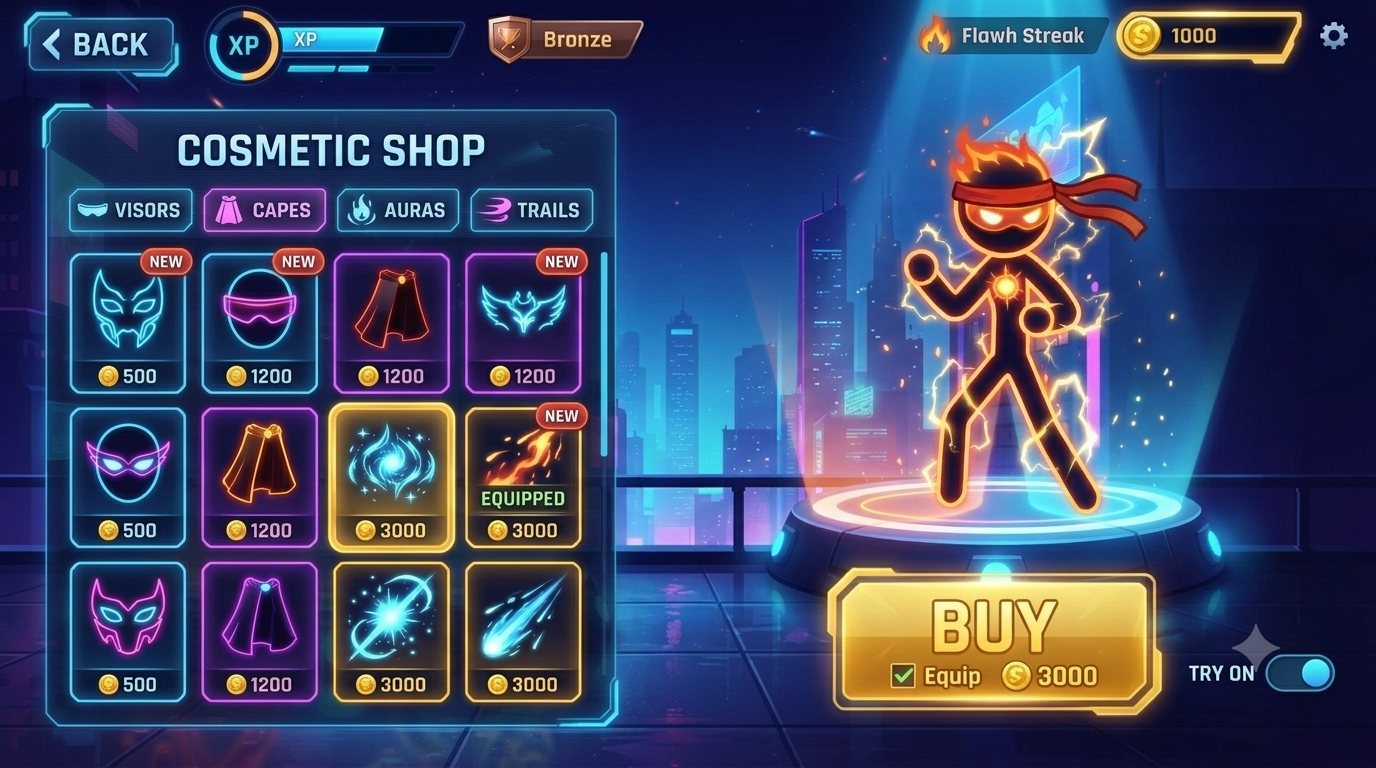 BACK
XP
XP
Bronze
Flawh Streak
1000
COSMETIC SHOP
VISORS
CAPES
AURAS
TRAILS
NEW
NEW
NEW
500
1200
1200
1200
NEW
EQUIPPED
500
1200
3000
3000
500
1200
3000
3000
BUY
Equip 3000
TRY ON